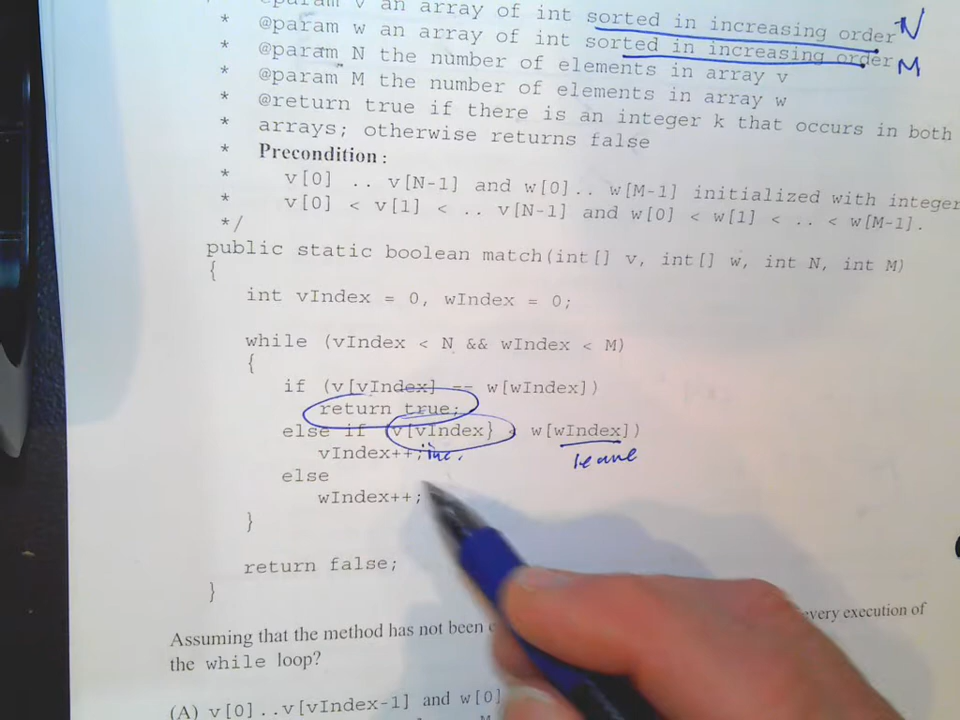 * @param v an array of int sorted in increasing order N
* @param w an array of int sorted in increasing order M
* @param N the number of elements in array v
* @param M the number of elements in array w
* @return true if there is an integer k that occurs in both
* arrays; otherwise returns false
* Precondition:
* v[0] .. v[N-1] and w[0].. w[M-1] initialized with integer
* v[0] < v[1] < .. v[N-1] and w[0] < w[1] < .. < w[M-1].
*/
public static boolean match(int[] v, int[] w, int N, int M)
{
int vIndex = 0, wIndex = 0;
while (vIndex < N && wIndex < M)
{
if (v[vIndex] == w[wIndex])
return true;
else if v[vIndex} < w[wIndex])
vIndex++; inc. leave
else
wIndex++;
}
return false;
}
Assuming that the method has not been every execution of
the while loop?
(A) v[0]..v[vIndex-1] and w[0]